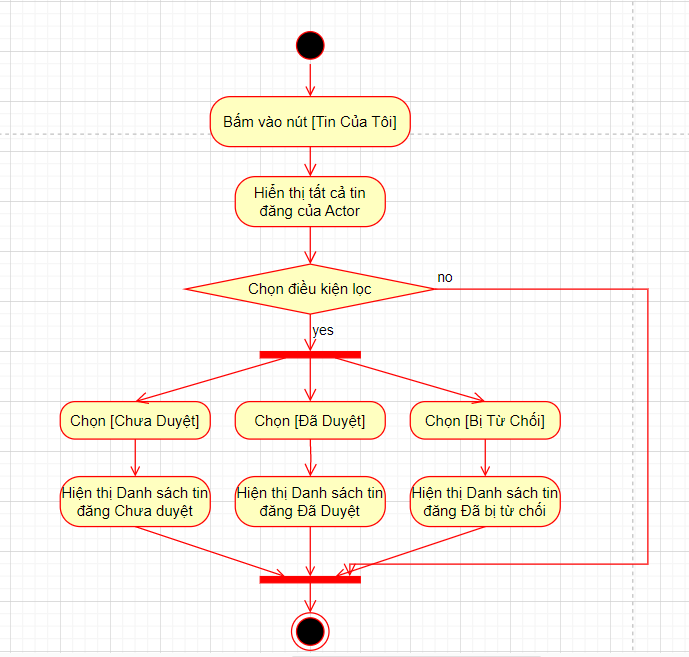 Bấm vào nút [Tin Của Tôi]
Hiển thị tất cả tin
đăng của Actor
Chọn điều kiện lọc
no
yes
Chọn [Chưa Duyệt]
Chọn [Đã Duyệt]
Chọn [Bị Từ Chối]
Hiện thị Danh sách tin
đăng Chưa duyệt
Hiện thị Danh sách tin
đăng Đã Duyệt
Hiện thị Danh sách tin
đăng Đã bị từ chối